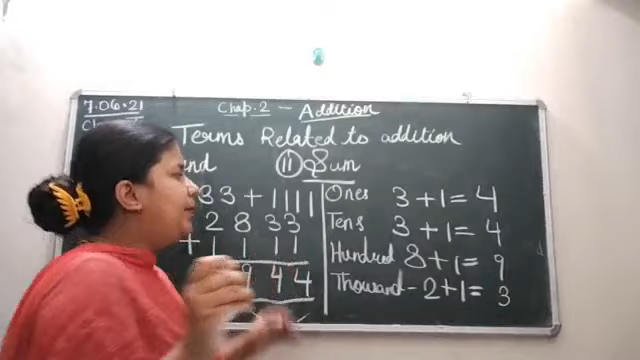 7.06.21
Chap. 2 - Addition
Terms Related to addition
(ii) Sum
33 + 1111
2 8 3 3
+ 1 1 1 1
9 4 4
Ones 3 + 1 = 4
Tens 3 + 1 = 4
Hundred 8 + 1 = 9
Thousand - 2 + 1 = 3